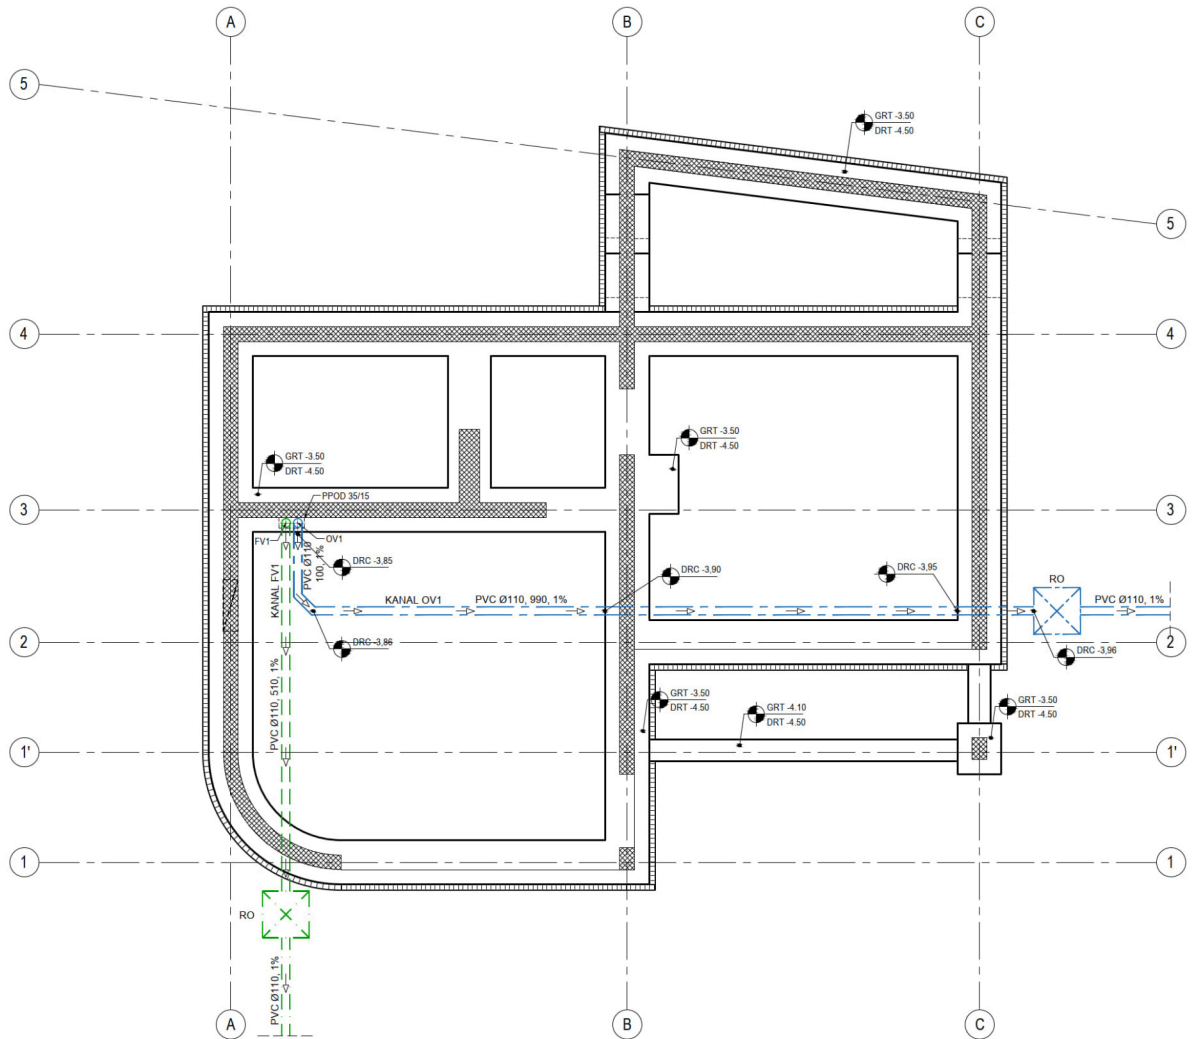 A
B
C
5
GRT -3.50
DRT -4.50
5
4
4
GRT -3.50
DRT -4.50
GRT -3.50
DRT -4.50
PPOD 35/15
3
3
FV1
OV1
DRC -3,85
PVC Ø110
100, 1%
DRC -3,90
DRC -3,95
RO
KANAL FV1
KANAL OV1
PVC Ø110, 990, 1%
PVC Ø110, 1%
2
DRC -3,86
2
DRC -3,96
PVC Ø110, 510, 1%
GRT -3.50
DRT -4.50
GRT -4.10
DRT -4.50
GRT -3.50
DRT -4.50
1'
1'
1
1
RO
PVC Ø110, 1%
A
B
C